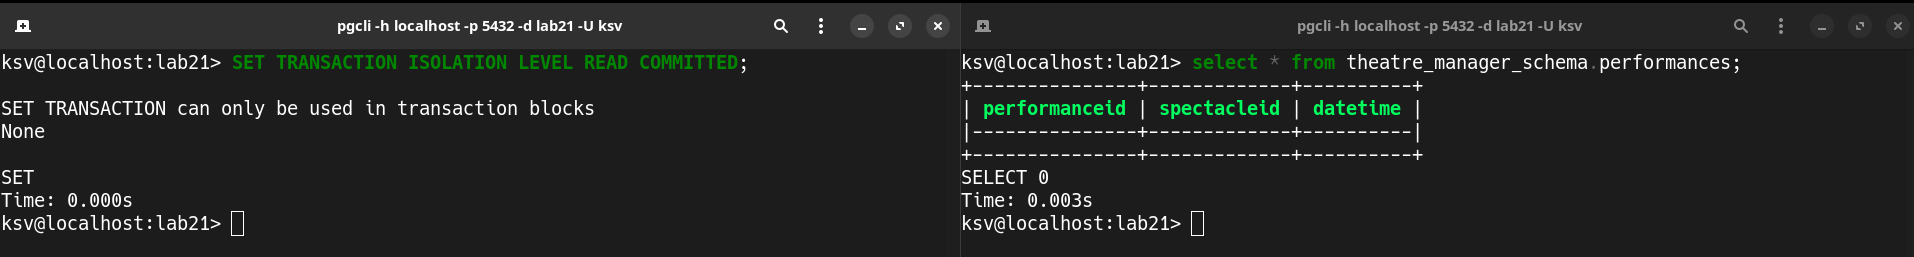 pgcli -h localhost -p 5432 -d lab21 -U ksv
ksv@localhost:lab21> SET TRANSACTION ISOLATION LEVEL READ COMMITTED;
SET TRANSACTION can only be used in transaction blocks
None
SET
Time: 0.000s
ksv@localhost:lab21>
pgcli -h localhost -p 5432 -d lab21 -U ksv
ksv@localhost:lab21> select * from theatre_manager_schema.performances;
+---------------+-------------+----------+
| performanceid | spectacleid | datetime |
|---------------+-------------+----------|
+---------------+-------------+----------+
SELECT 0
Time: 0.003s
ksv@localhost:lab21>